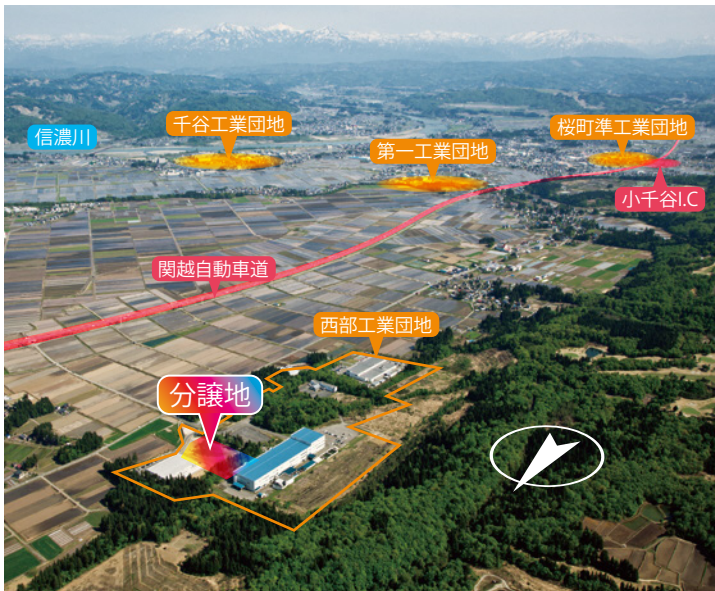 千谷工業団地
桜町準工業団地
信濃川
第一工業団地
小千谷I.C
関越自動車道
西部工業団地
分譲地